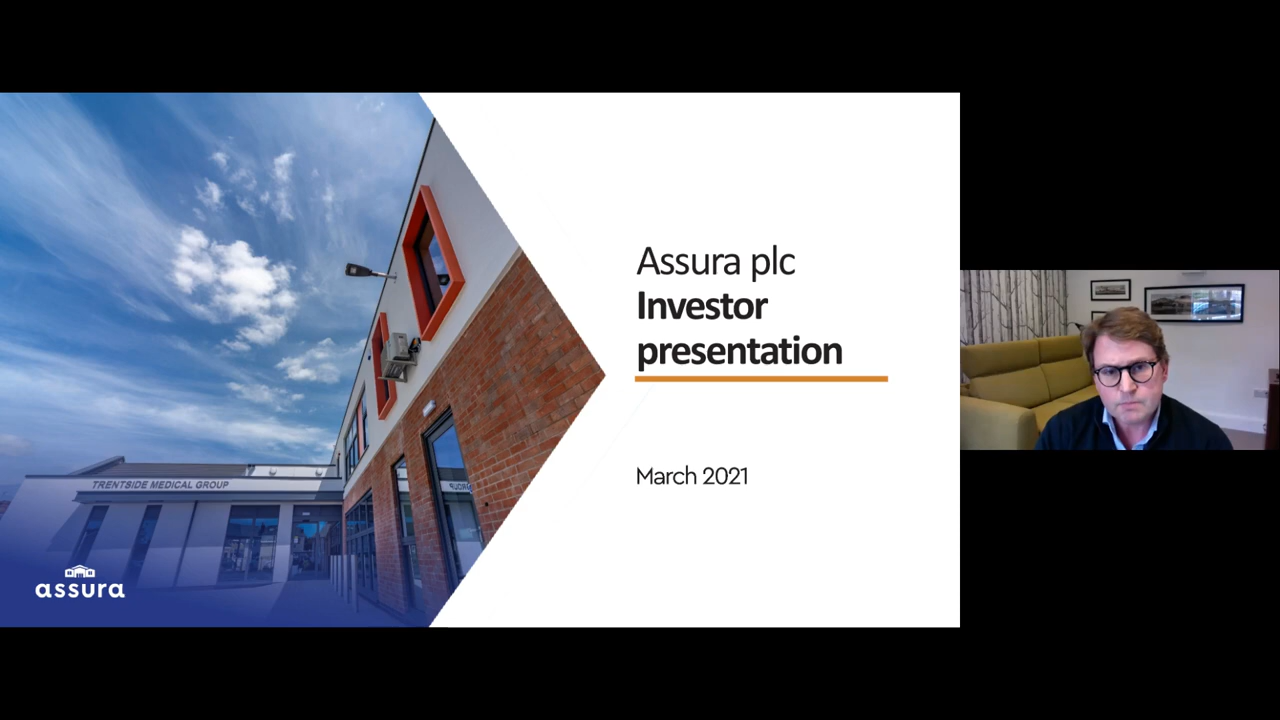 Assura plc
Investor
presentation
March 2021
TRENTSIDE MEDICAL GROUP
assura